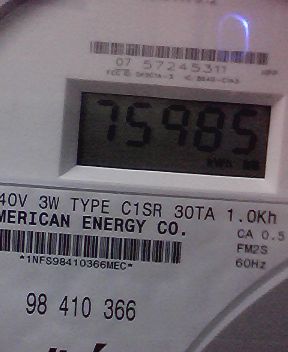 07 57245311
75985
kWh
40V 3W TYPE C1SR 30TA 1.0Kh
MERICAN ENERGY CO.
CA 0.5
FM2S
*1NFS98410366MEC*
60Hz
98 410 366